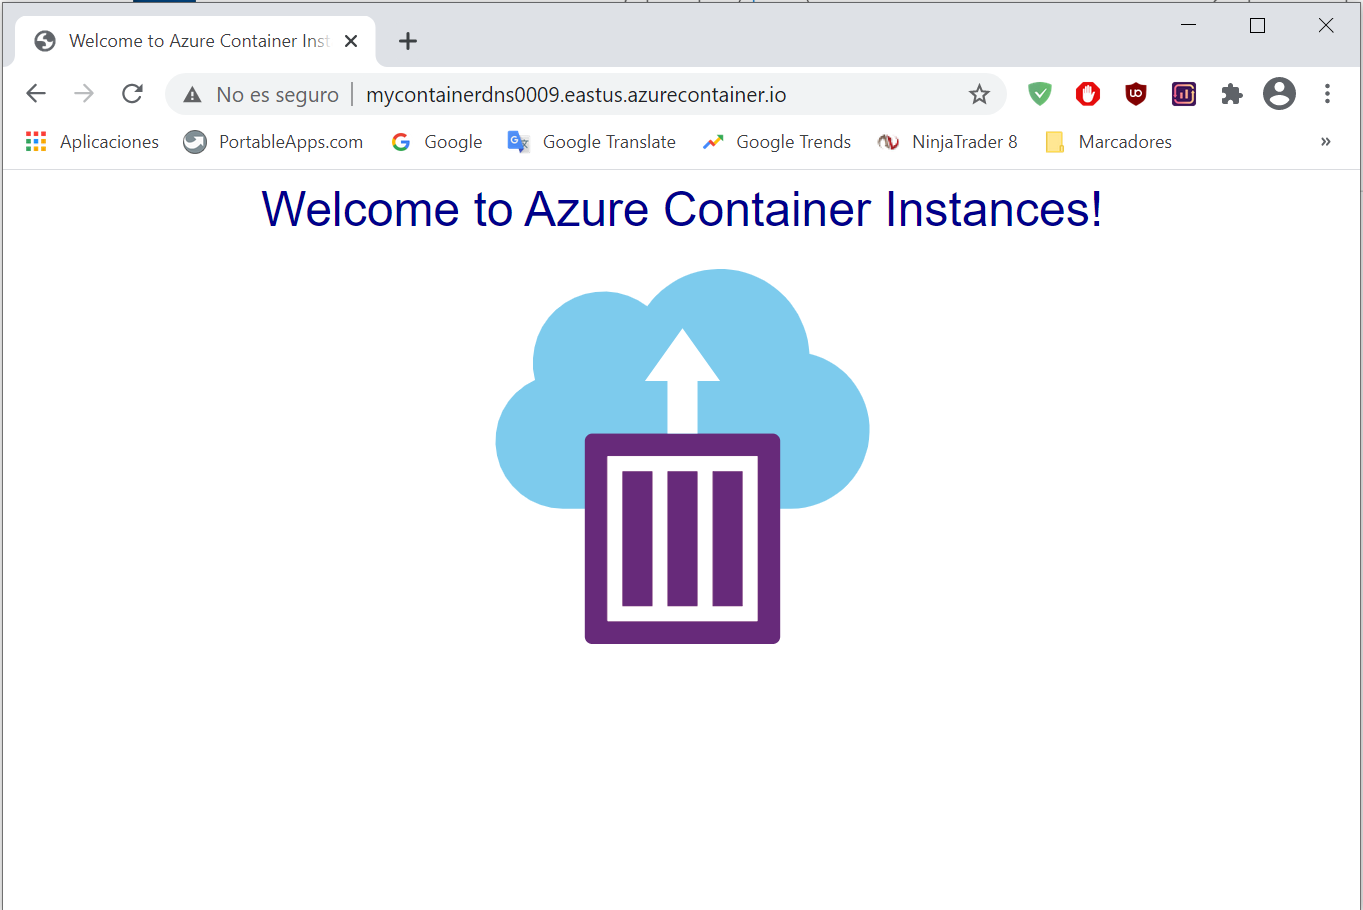 Welcome to Azure Container Inst
No es seguro | mycontainerdns0009.eastus.azurecontainer.io
Aplicaciones PortableApps.com Google Google Translate Google Trends NinjaTrader 8 Marcadores »
Welcome to Azure Container Instances!